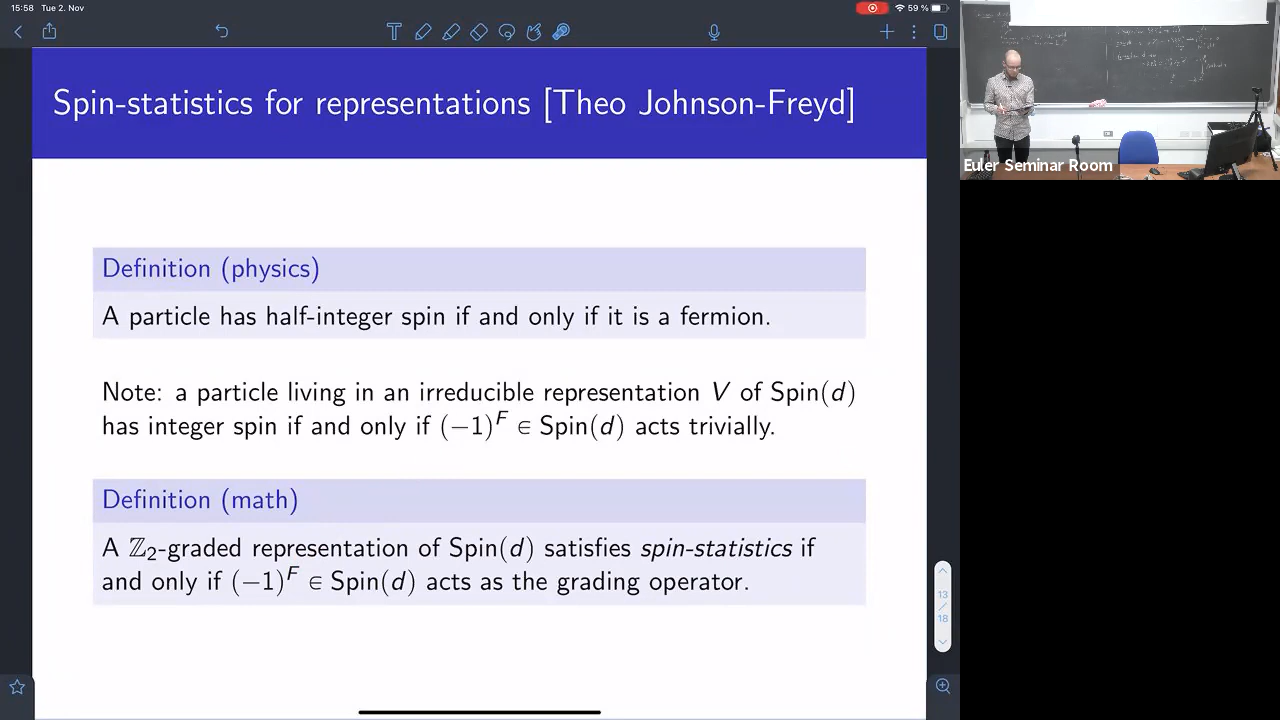 15:58 Tue 2. Nov
59 %
Spin-statistics for representations [Theo Johnson-Freyd]
Definition (physics)
A particle has half-integer spin if and only if it is a fermion.
Note: a particle living in an irreducible representation V of Spin(d)
has integer spin if and only if (−1)^F ∈ Spin(d) acts trivially.
Definition (math)
A ℤ₂-graded representation of Spin(d) satisfies spin-statistics if
and only if (−1)^F ∈ Spin(d) acts as the grading operator.
13
/
18
Euler Seminar Room